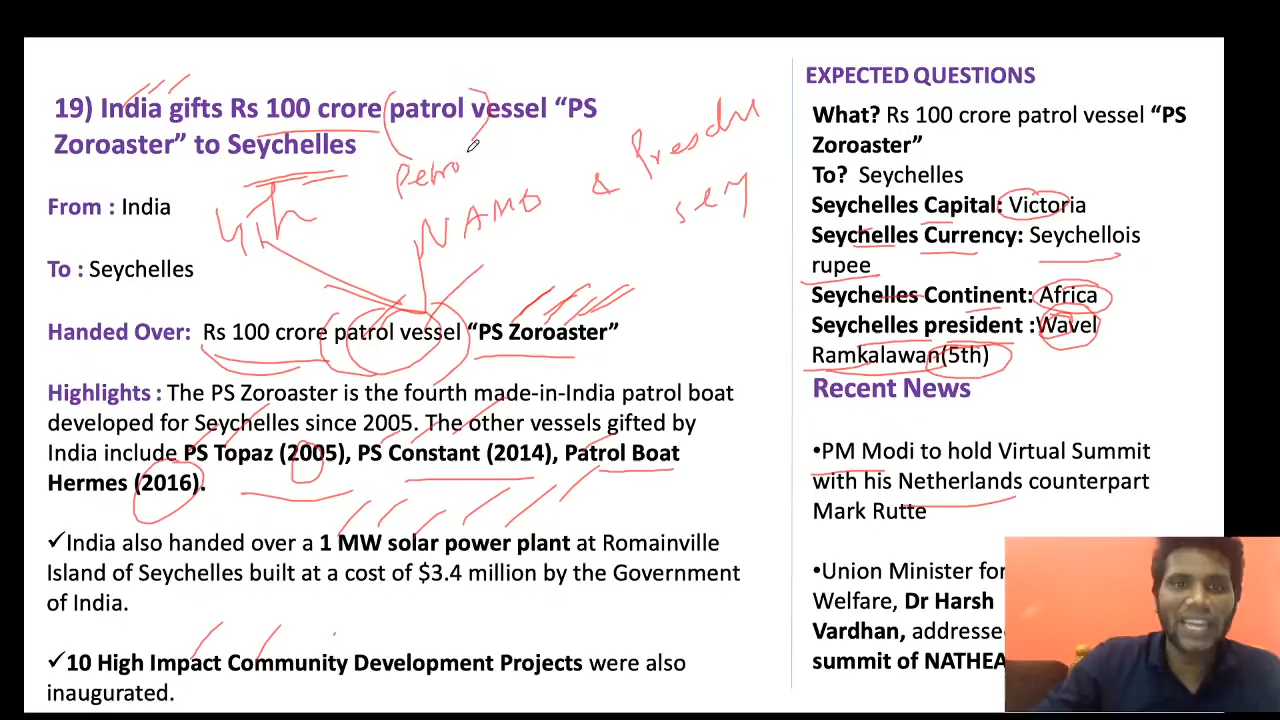 19) India gifts Rs 100 crore patrol vessel “PS
Zoroaster” to Seychelles
Petro
4th
NAMO & Presdu
sey
From : India
To : Seychelles
Handed Over: Rs 100 crore patrol vessel “PS Zoroaster”
Highlights : The PS Zoroaster is the fourth made-in-India patrol boat
developed for Seychelles since 2005. The other vessels gifted by
India include PS Topaz (2005), PS Constant (2014), Patrol Boat
Hermes (2016).
✓India also handed over a 1 MW solar power plant at Romainville
Island of Seychelles built at a cost of $3.4 million by the Government
of India.
✓10 High Impact Community Development Projects were also
inaugurated.
EXPECTED QUESTIONS
What? Rs 100 crore patrol vessel “PS
Zoroaster”
To? Seychelles
Seychelles Capital: Victoria
Seychelles Currency: Seychellois
rupee
Seychelles Continent: Africa
Seychelles president :Wavel
Ramkalawan(5th)
Recent News
•PM Modi to hold Virtual Summit
with his Netherlands counterpart
Mark Rutte
•Union Minister for
Welfare, Dr Harsh
Vardhan, addresse
summit of NATHEA